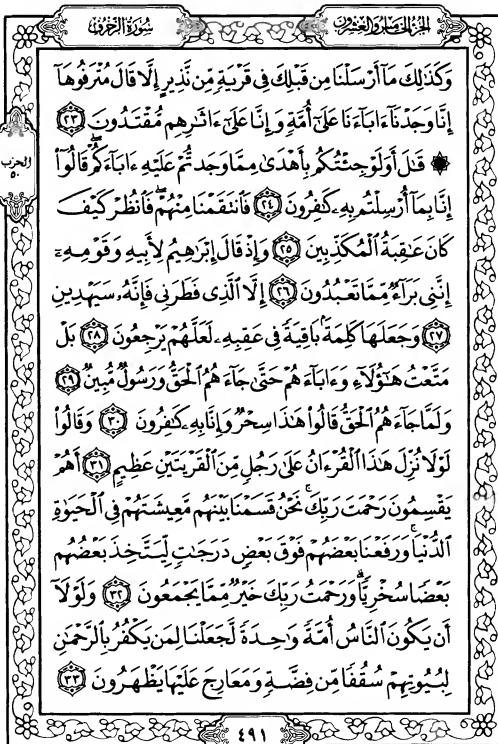 الجزء الخامس والعشرون
سورة الزخرف
وَكَذَٰلِكَ مَآ أَرْسَلْنَا مِن قَبْلِكَ فِى قَرْيَةٍ مِّن نَّذِيرٍ إِلَّا قَالَ مُتْرَفُوهَآ
إِنَّا وَجَدْنَآ ءَابَآءَنَا عَلَىٰٓ أُمَّةٍ وَإِنَّا عَلَىٰٓ ءَاثَٰرِهِم مُّقْتَدُونَ ٢٣
۞ قَٰلَ أَوَلَوْ جِئْتُكُم بِأَهْدَىٰ مِمَّا وَجَدتُّمْ عَلَيْهِ ءَابَآءَكُمْ ۖ قَالُوٓا۟
إِنَّا بِمَآ أُرْسِلْتُم بِهِۦ كَٰفِرُونَ ٢٤ فَٱنتَقَمْنَا مِنْهُمْ ۖ فَٱنظُرْ كَيْفَ
كَانَ عَٰقِبَةُ ٱلْمُكَذِّبِينَ ٢٥ وَإِذْ قَالَ إِبْرَٰهِيمُ لِأَبِيهِ وَقَوْمِهِۦٓ
إِنَّنِى بَرَآءٌ مِّمَّا تَعْبُدُونَ ٢٦ إِلَّا ٱلَّذِى فَطَرَنِى فَإِنَّهُۥ سَيَهْدِينِ
٢٧ وَجَعَلَهَا كَلِمَةًۢ بَاقِيَةً فِى عَقِبِهِۦ لَعَلَّهُمْ يَرْجِعُونَ ٢٨ بَلْ
مَتَّعْتُ هَٰٓؤُلَآءِ وَءَابَآءَهُمْ حَتَّىٰ جَآءَهُمُ ٱلْحَقُّ وَرَسُولٌ مُّبِينٌ ٢٩
وَلَمَّا جَآءَهُمُ ٱلْحَقُّ قَالُوا۟ هَٰذَا سِحْرٌ وَإِنَّا بِهِۦ كَٰفِرُونَ ٣٠ وَقَالُوا۟
لَوْلَا نُزِّلَ هَٰذَا ٱلْقُرْءَانُ عَلَىٰ رَجُلٍ مِّنَ ٱلْقَرْيَتَيْنِ عَظِيمٍ ٣١ أَهُمْ
يَقْسِمُونَ رَحْمَتَ رَبِّكَ ۚ نَحْنُ قَسَمْنَا بَيْنَهُم مَّعِيشَتَهُمْ فِى ٱلْحَيَوٰةِ
ٱلدُّنْيَا ۚ وَرَفَعْنَا بَعْضَهُمْ فَوْقَ بَعْضٍ دَرَجَٰتٍ لِّيَتَّخِذَ بَعْضُهُم
بَعْضًا سُخْرِيًّا ۗ وَرَحْمَتُ رَبِّكَ خَيْرٌ مِّمَّا يَجْمَعُونَ ٣٢ وَلَوْلَآ
أَن يَكُونَ ٱلنَّاسُ أُمَّةً وَٰحِدَةً لَّجَعَلْنَا لِمَن يَكْفُرُ بِٱلرَّحْمَٰنِ
لِبُيُوتِهِمْ سُقُفًا مِّن فِضَّةٍ وَمَعَارِجَ عَلَيْهَا يَظْهَرُونَ ٣٣
الحزب
٥٠
٤٩١